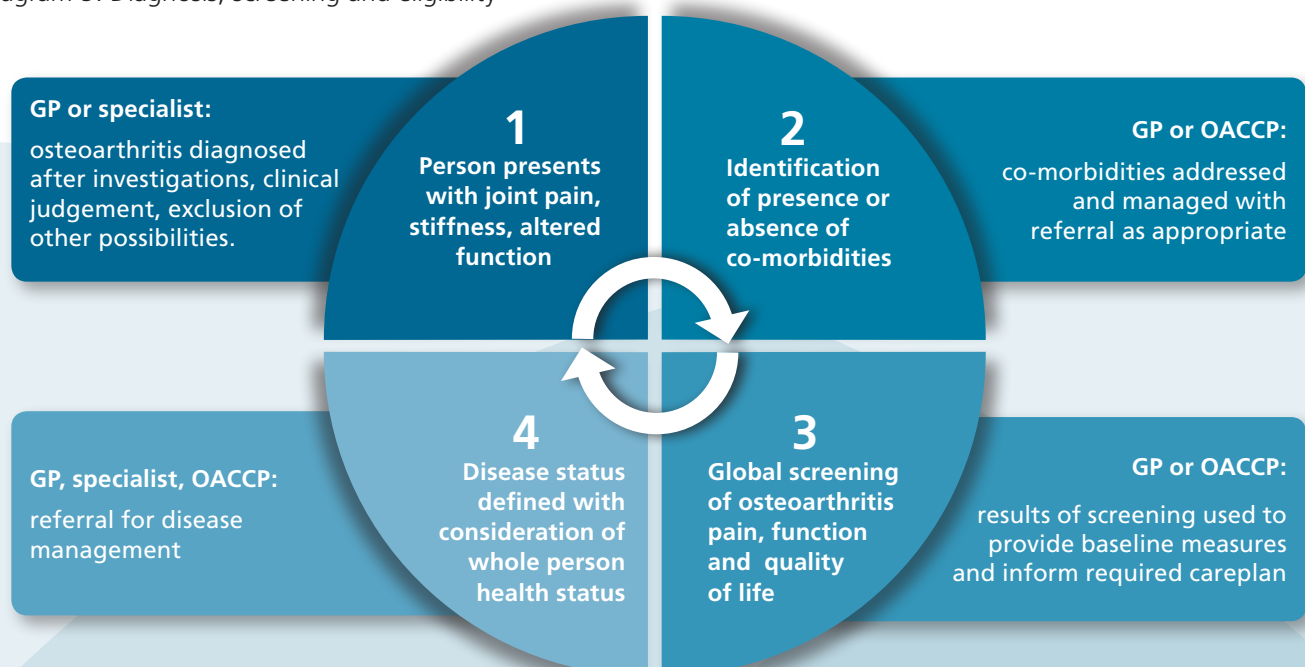 Diagnosis, screening and eligibility
GP or specialist:
osteoarthritis diagnosed
after investigations, clinical
judgement, exclusion of
other possibilities.
1
Person presents
with joint pain,
stiffness, altered
function
2
Identification
of presence or
absence of
co-morbidities
GP or OACCP:
co-morbidities addressed
and managed with
referral as appropriate
GP, specialist, OACCP:
referral for disease
management
4
Disease status
defined with
consideration of
whole person
health status
3
Global screening
of osteoarthritis
pain, function
and quality
of life
GP or OACCP:
results of screening used to
provide baseline measures
and inform required careplan